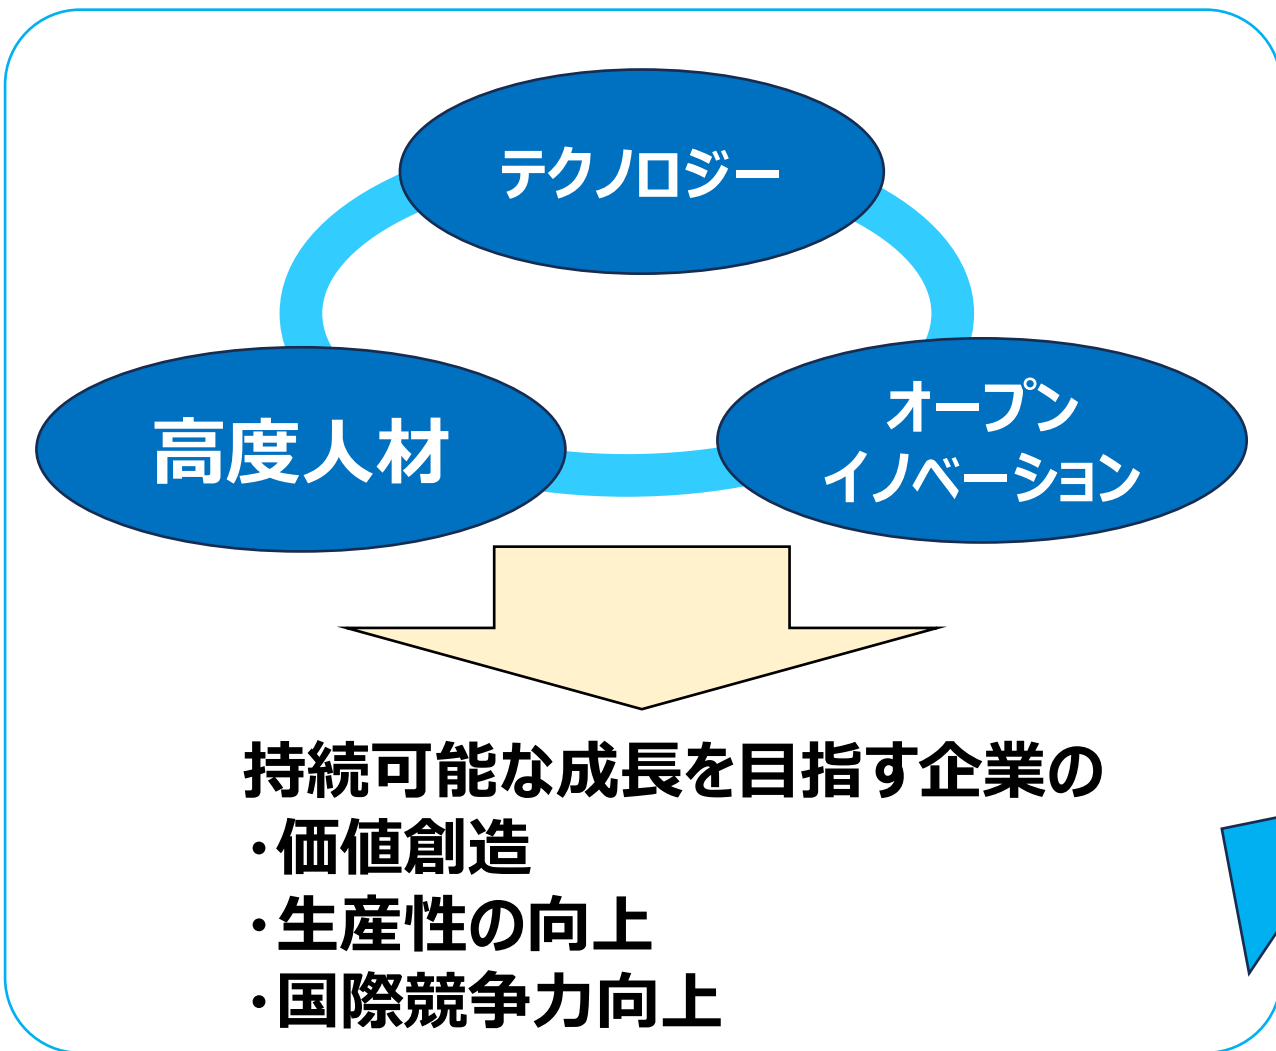 テクノロジー
高度人材
オープン
イノベーション
持続可能な成長を目指す企業の
・価値創造
・生産性の向上
・国際競争力向上